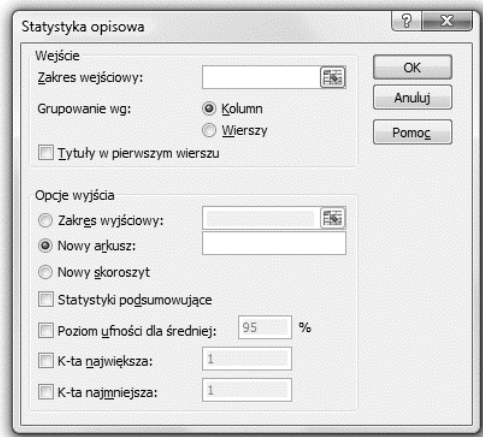 Statystyka opisowa
Wejście
Zakres wejściowy:
Grupowanie wg:
Kolumn
Wierszy
Tytuły w pierwszym wierszu
OK
Anuluj
Pomoc
Opcje wyjścia
Zakres wyjściowy:
Nowy arkusz:
Nowy skoroszyt
Statystyki podsumowujące
Poziom ufności dla średniej: 95 %
K-ta największa: 1
K-ta najmniejsza: 1